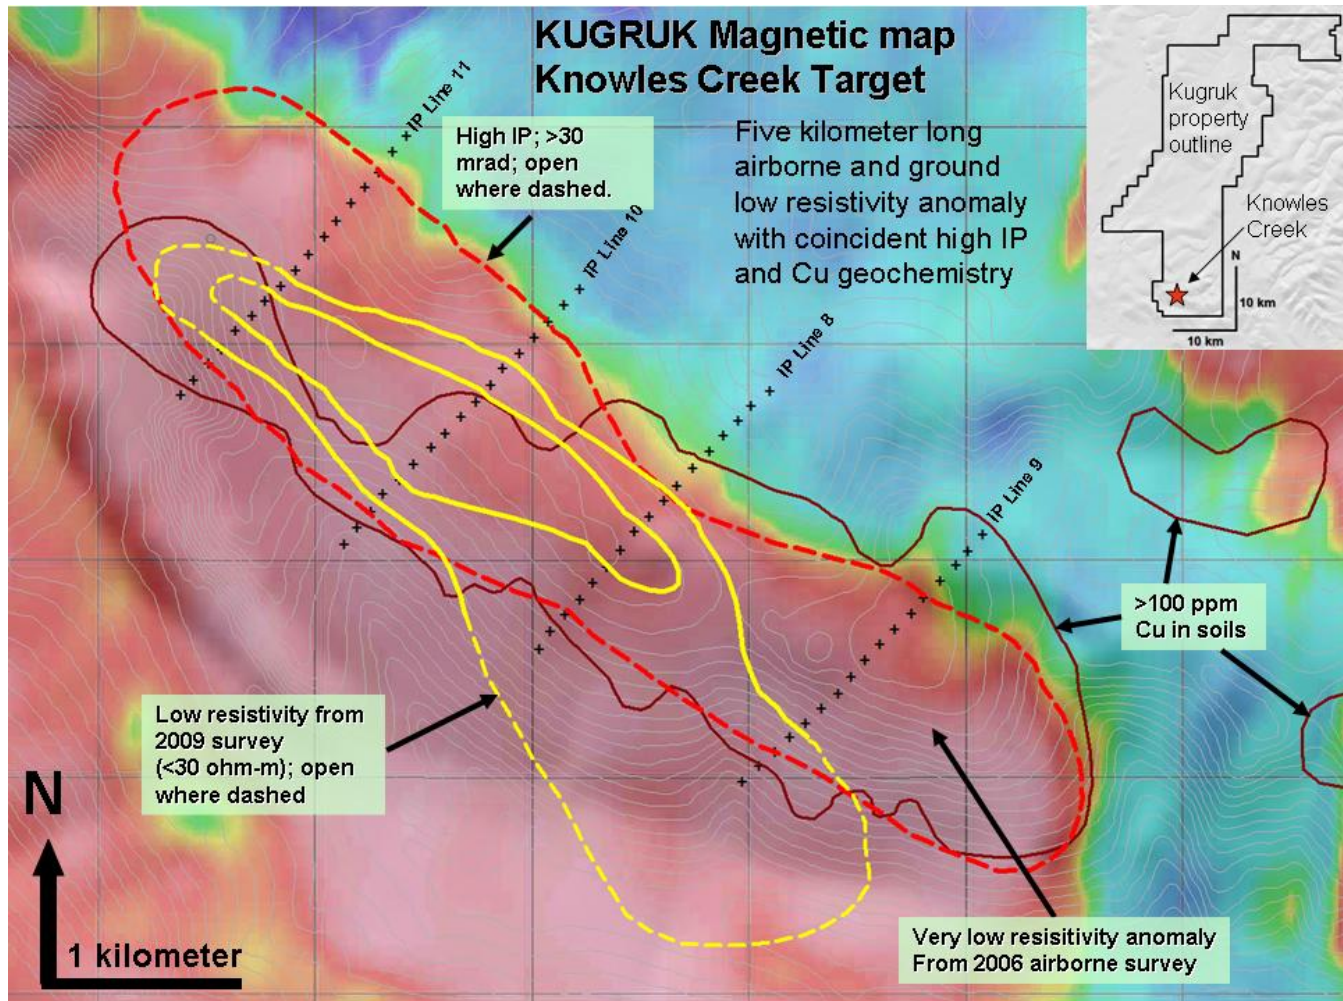 KUGRUK Magnetic map
Knowles Creek Target
Five kilometer long
airborne and ground
low resistivity anomaly
with coincident high IP
and Cu geochemistry
Kugruk
property
outline
Knowles
Creek
N
10 km
10 km
IP Line 11
High IP; >30
mrad; open
where dashed.
IP Line 10
IP Line 8
IP Line 9
>100 ppm
Cu in soils
Low resistivity from
2009 survey
(<30 ohm-m); open
where dashed
N
1 kilometer
Very low resisitivity anomaly
From 2006 airborne survey